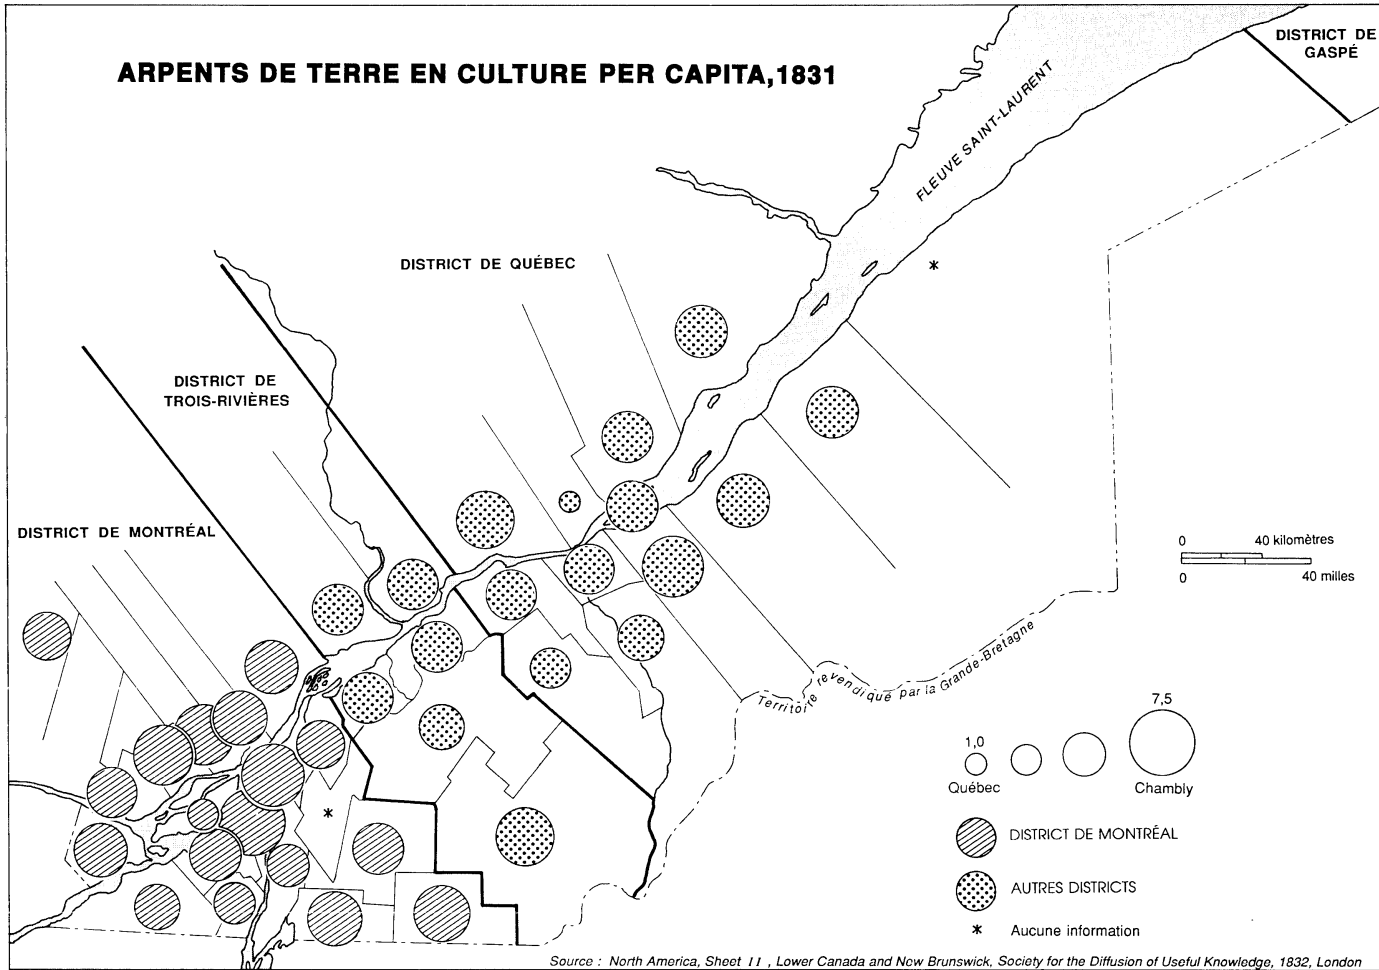 ARPENTS DE TERRE EN CULTURE PER CAPITA,1831
DISTRICT DE
GASPÉ
FLEUVE SAINT-LAURENT
DISTRICT DE QUÉBEC
*
DISTRICT DE
TROIS-RIVIÈRES
DISTRICT DE MONTRÉAL
0 40 kilomètres
0 40 milles
Territoire revendiqué par la Grande-Bretagne
*
7,5
1,0
Québec
Chambly
DISTRICT DE MONTRÉAL
AUTRES DISTRICTS
* Aucune information
Source : North America, Sheet II , Lower Canada and New Brunswick, Society for the Diffusion of Useful Knowledge, 1832, London